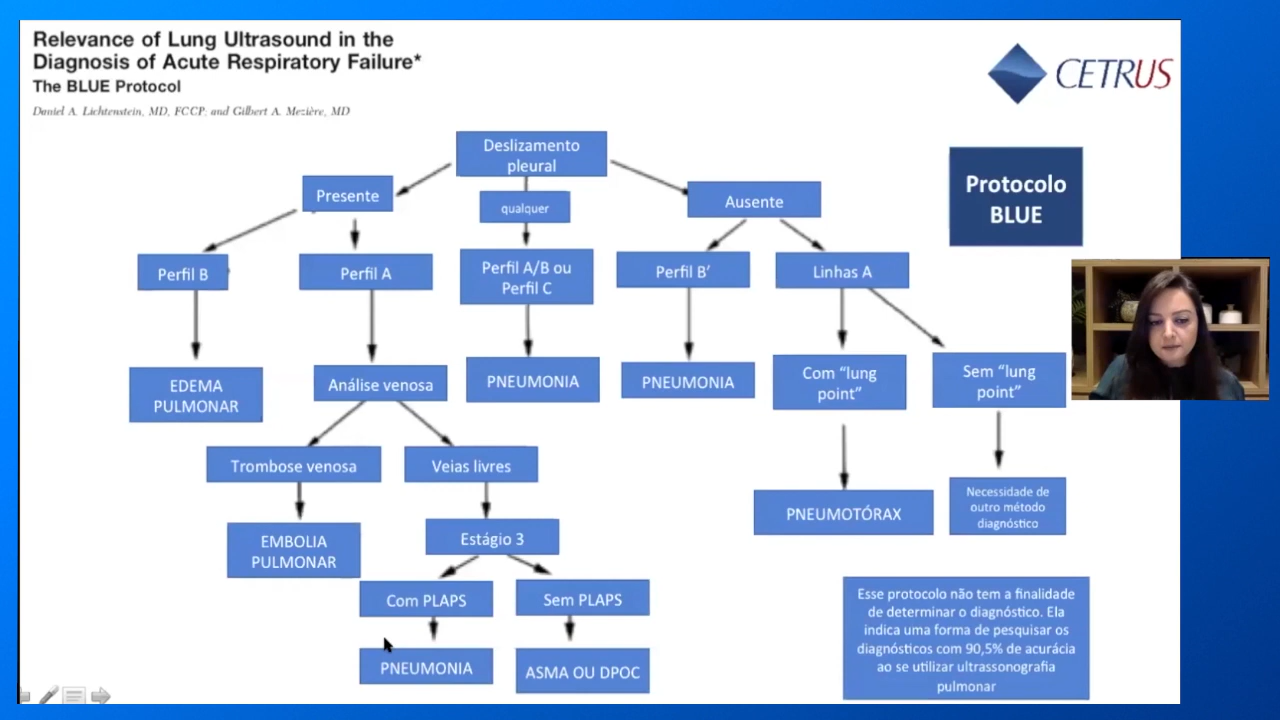 Relevance of Lung Ultrasound in the
Diagnosis of Acute Respiratory Failure*
The BLUE Protocol
Daniel A. Lichtenstein, MD, FCCP; and Gilbert A. Mezière, MD
CETRUS
Protocolo
BLUE
Deslizamento
pleural
Presente
qualquer
Ausente
Perfil B
Perfil A
Perfil A/B ou
Perfil C
Perfil B’
Linhas A
EDEMA
PULMONAR
Análise venosa
PNEUMONIA
PNEUMONIA
Com “lung
point”
Sem “lung
point”
Trombose venosa
Veias livres
PNEUMOTÓRAX
Necessidade de
outro método
diagnóstico
EMBOLIA
PULMONAR
Estágio 3
Com PLAPS
Sem PLAPS
PNEUMONIA
ASMA OU DPOC
Esse protocolo não tem a finalidade
de determinar o diagnóstico. Ela
indica uma forma de pesquisar os
diagnósticos com 90,5% de acurácia
ao se utilizar ultrassonografia
pulmonar